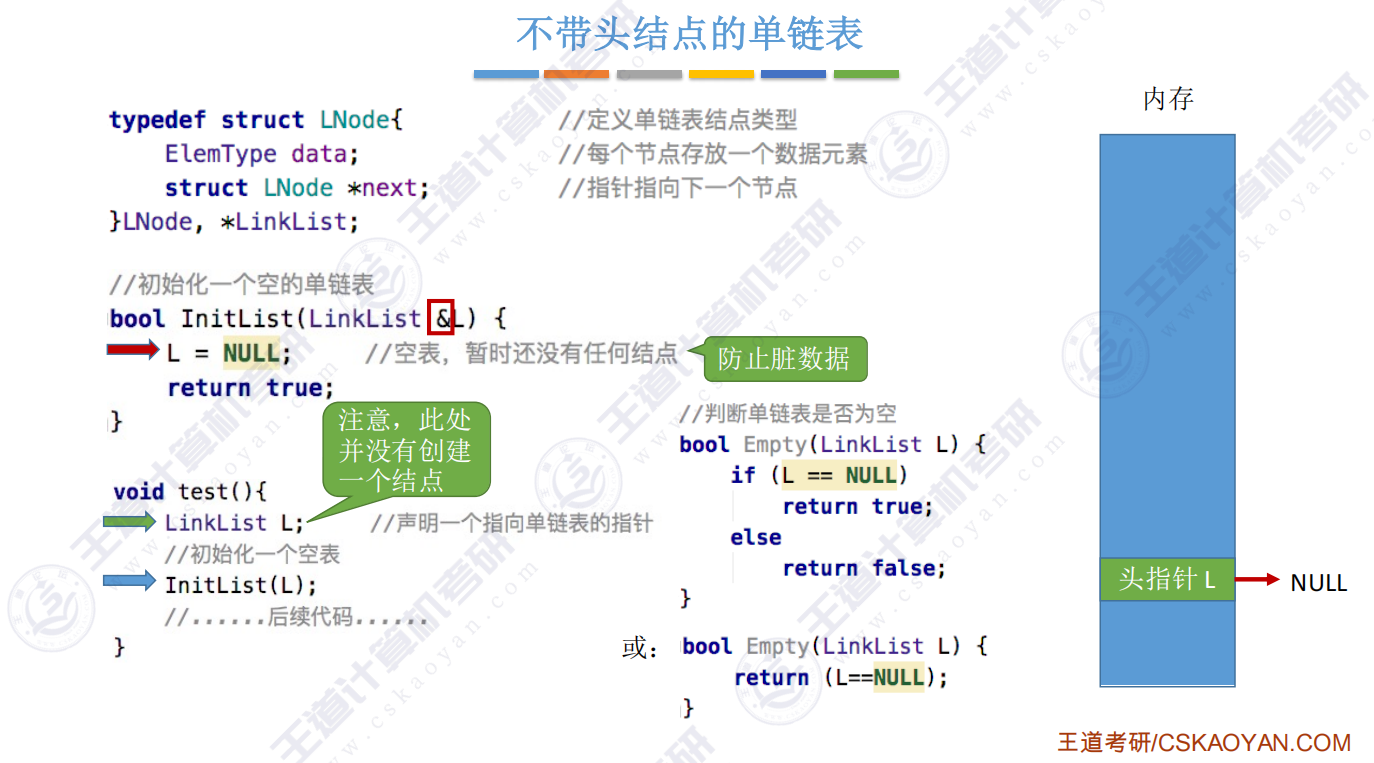 不带头结点的单链表
typedef struct LNode{ //定义单链表结点类型
ElemType data; //每个节点存放一个数据元素
struct LNode *next; //指针指向下一个节点
}LNode, *LinkList;
//初始化一个空的单链表
bool InitList(LinkList &L) {
L = NULL; //空表，暂时还没有任何结点
return true;
}
防止脏数据
注意，此处
并没有创建
一个结点
void test(){
LinkList L; //声明一个指向单链表的指针
//初始化一个空表
InitList(L);
//......后续代码......
}
//判断单链表是否为空
bool Empty(LinkList L) {
if (L == NULL)
return true;
else
return false;
}
或：
bool Empty(LinkList L) {
return (L==NULL);
}
内存
头指针 L
NULL
王道考研/CSKAOYAN.COM
王道计算机考研
www.cskaoyan.com